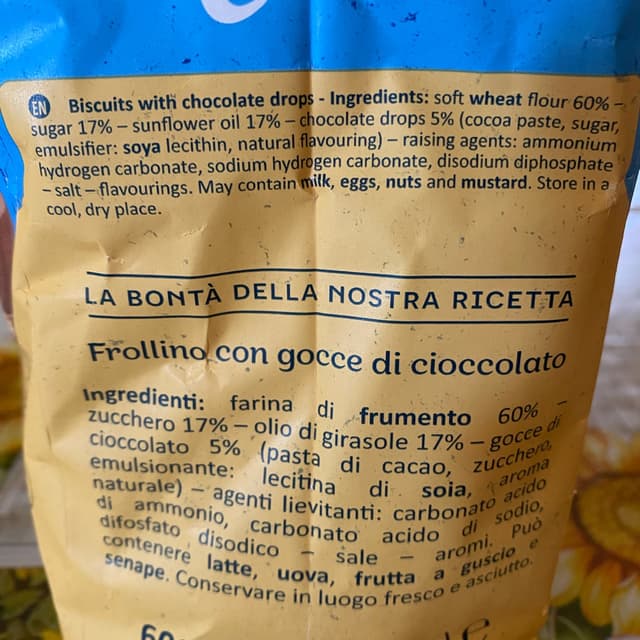 EN Biscuits with chocolate drops - Ingredients: soft wheat flour 60% –
sugar 17% – sunflower oil 17% – chocolate drops 5% (cocoa paste, sugar,
emulsifier: soya lecithin, natural flavouring) – raising agents: ammonium
hydrogen carbonate, sodium hydrogen carbonate, disodium diphosphate
– salt – flavourings. May contain milk, eggs, nuts and mustard. Store in a
cool, dry place.
LA BONTÀ DELLA NOSTRA RICETTA
Frollino con gocce di cioccolato
Ingredienti: farina di frumento 60% –
zucchero 17% – olio di girasole 17% – gocce di
cioccolato 5% (pasta di cacao, zucchero,
emulsionante: lecitina di soia, aroma
naturale) – agenti lievitanti: carbonato acido
di ammonio, carbonato acido di sodio,
difosfato disodico – sale – aromi. Può
contenere latte, uova, frutta a guscio e
senape. Conservare in luogo fresco e asciutto.